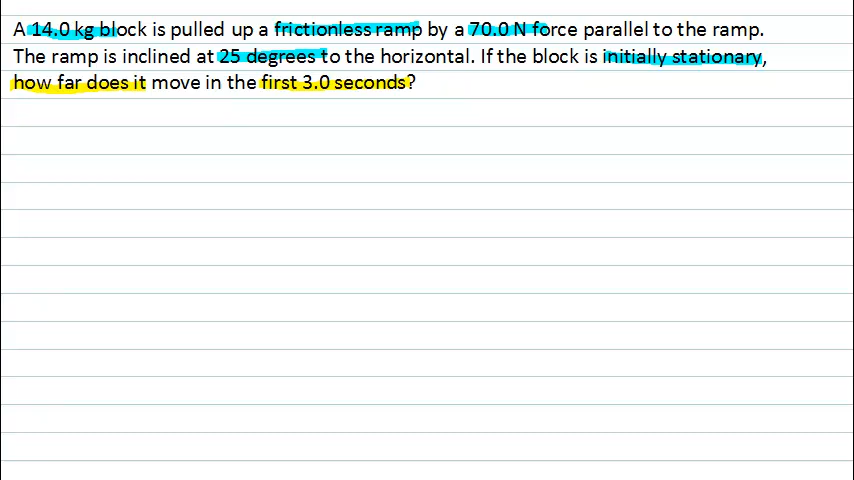 A 14.0 kg block is pulled up a frictionless ramp by a 70.0 N force parallel to the ramp.
The ramp is inclined at 25 degrees to the horizontal. If the block is initially stationary,
how far does it move in the first 3.0 seconds?